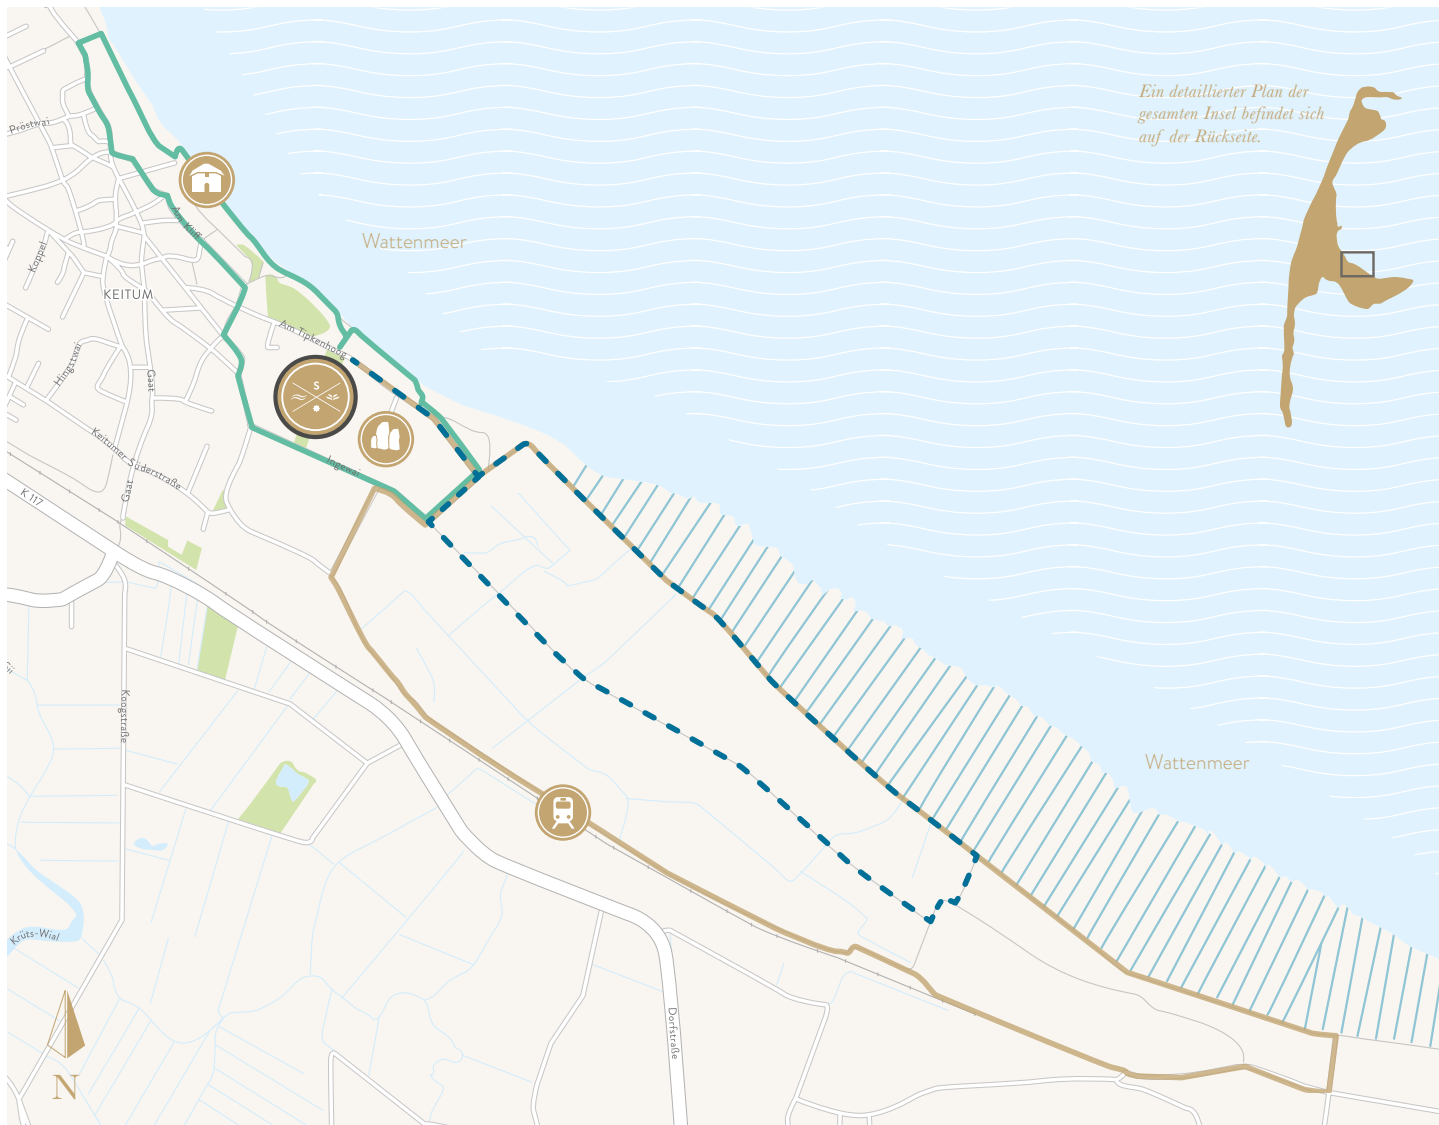 Ein detaillierter Plan der
gesamten Insel befindet sich
auf der Rückseite.
Pröstwai
Am Kliff
Wattenmeer
Koppel
KEITUM
Am Tipkenhoog
Hingstwai
Gaat
S
Keitumer Süderstraße
Ingewai
Gaat
K 117
Koogstraße
Wattenmeer
Krüts-Wial
Dorfstraße
N